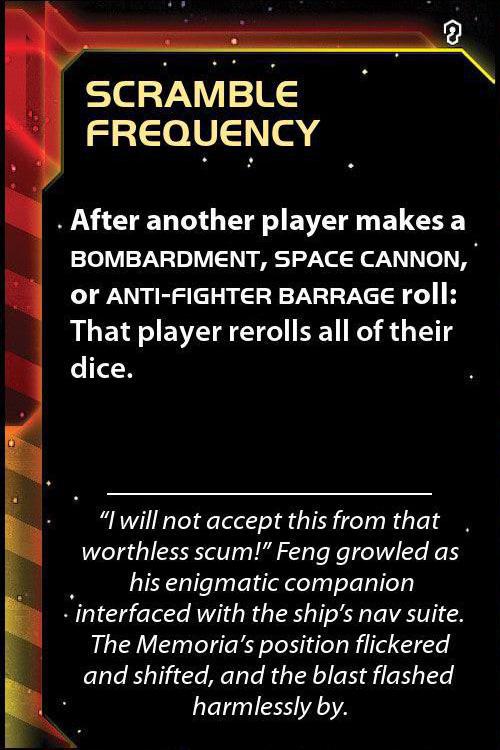 SCRAMBLE
FREQUENCY
After another player makes a
BOMBARDMENT, SPACE CANNON,
or ANTI-FIGHTER BARRAGE roll:
That player rerolls all of their
dice.
“I will not accept this from that
worthless scum!” Feng growled as
his enigmatic companion
interfaced with the ship’s nav suite.
The Memoria’s position flickered
and shifted, and the blast flashed
harmlessly by.